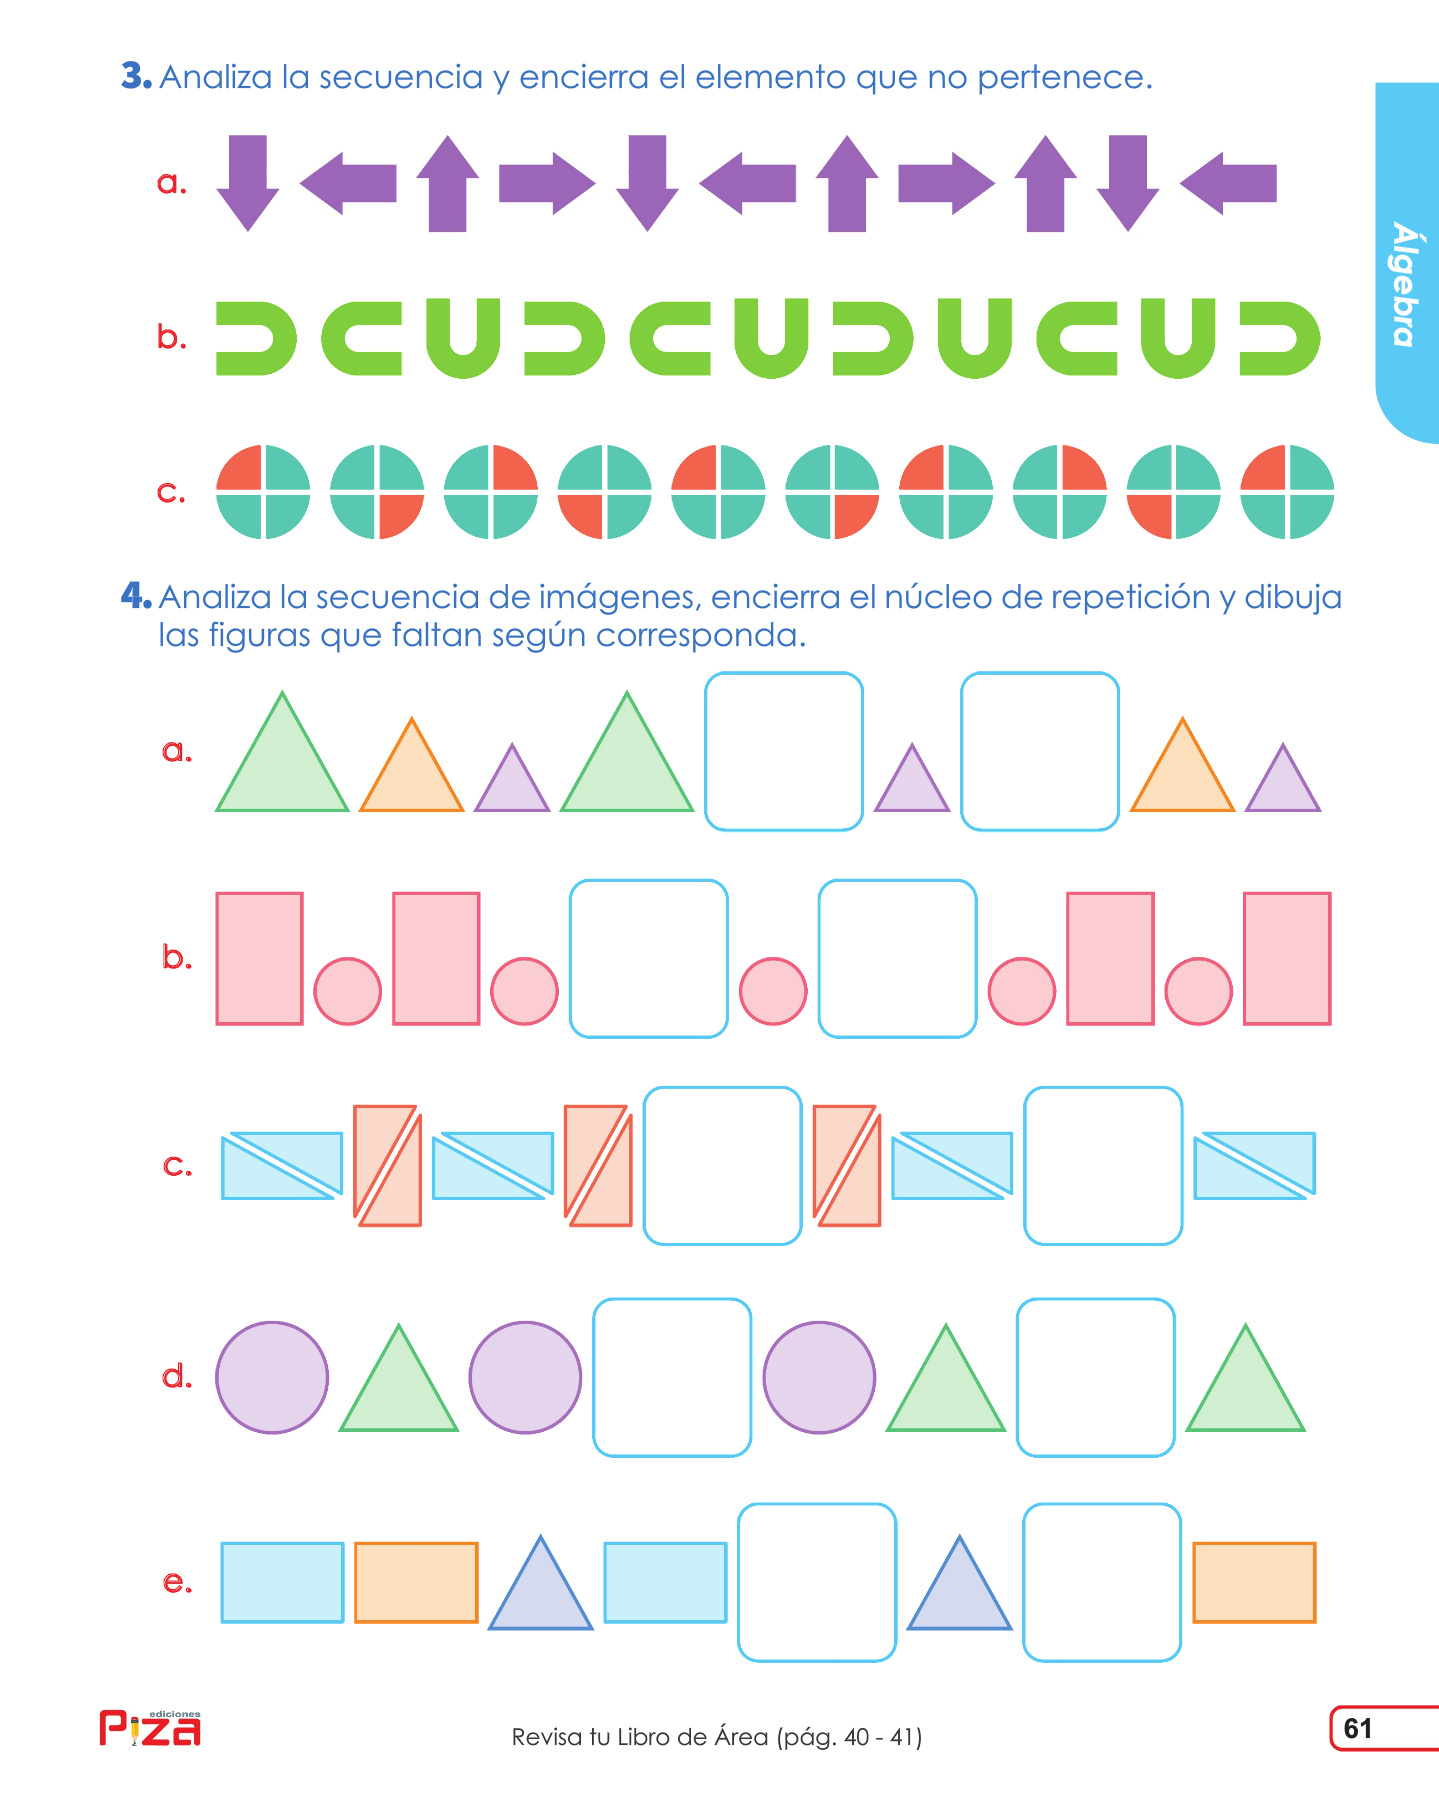 3. Analiza la secuencia y encierra el elemento que no pertenece.
a.
b.
c.
Álgebra
4. Analiza la secuencia de imágenes, encierra el núcleo de repetición y dibuja
las figuras que faltan según corresponda.
a.
b.
c.
d.
e.
ediciones
Piza
Revisa tu Libro de Área (pág. 40 - 41)
61